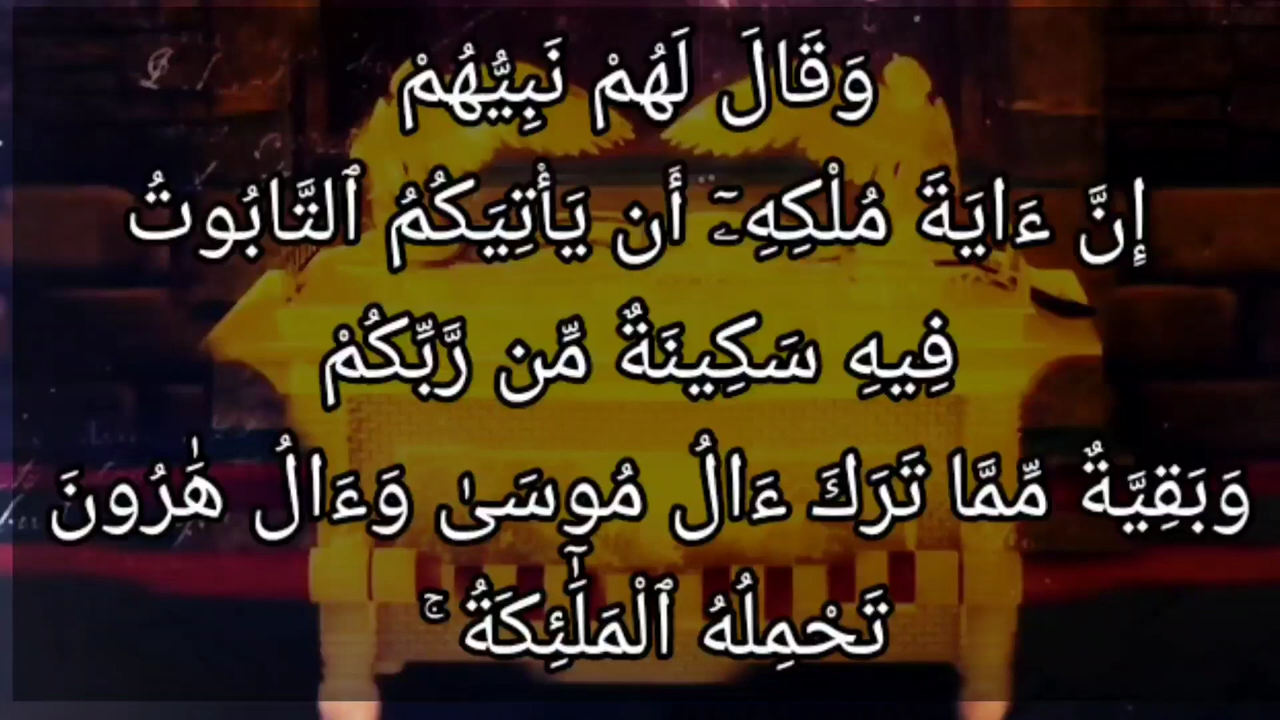 وَقَالَ لَهُمْ نَبِيُّهُمْ
إِنَّ ءَايَةَ مُلْكِهِۦٓ أَن يَأْتِيَكُمُ ٱلتَّابُوتُ
فِيهِ سَكِينَةٌ مِّن رَّبِّكُمْ
وَبَقِيَّةٌ مِّمَّا تَرَكَ ءَالُ مُوسَىٰ وَءَالُ هَٰرُونَ
تَحْمِلُهُ ٱلْمَلَٰٓئِكَةُ ۚ